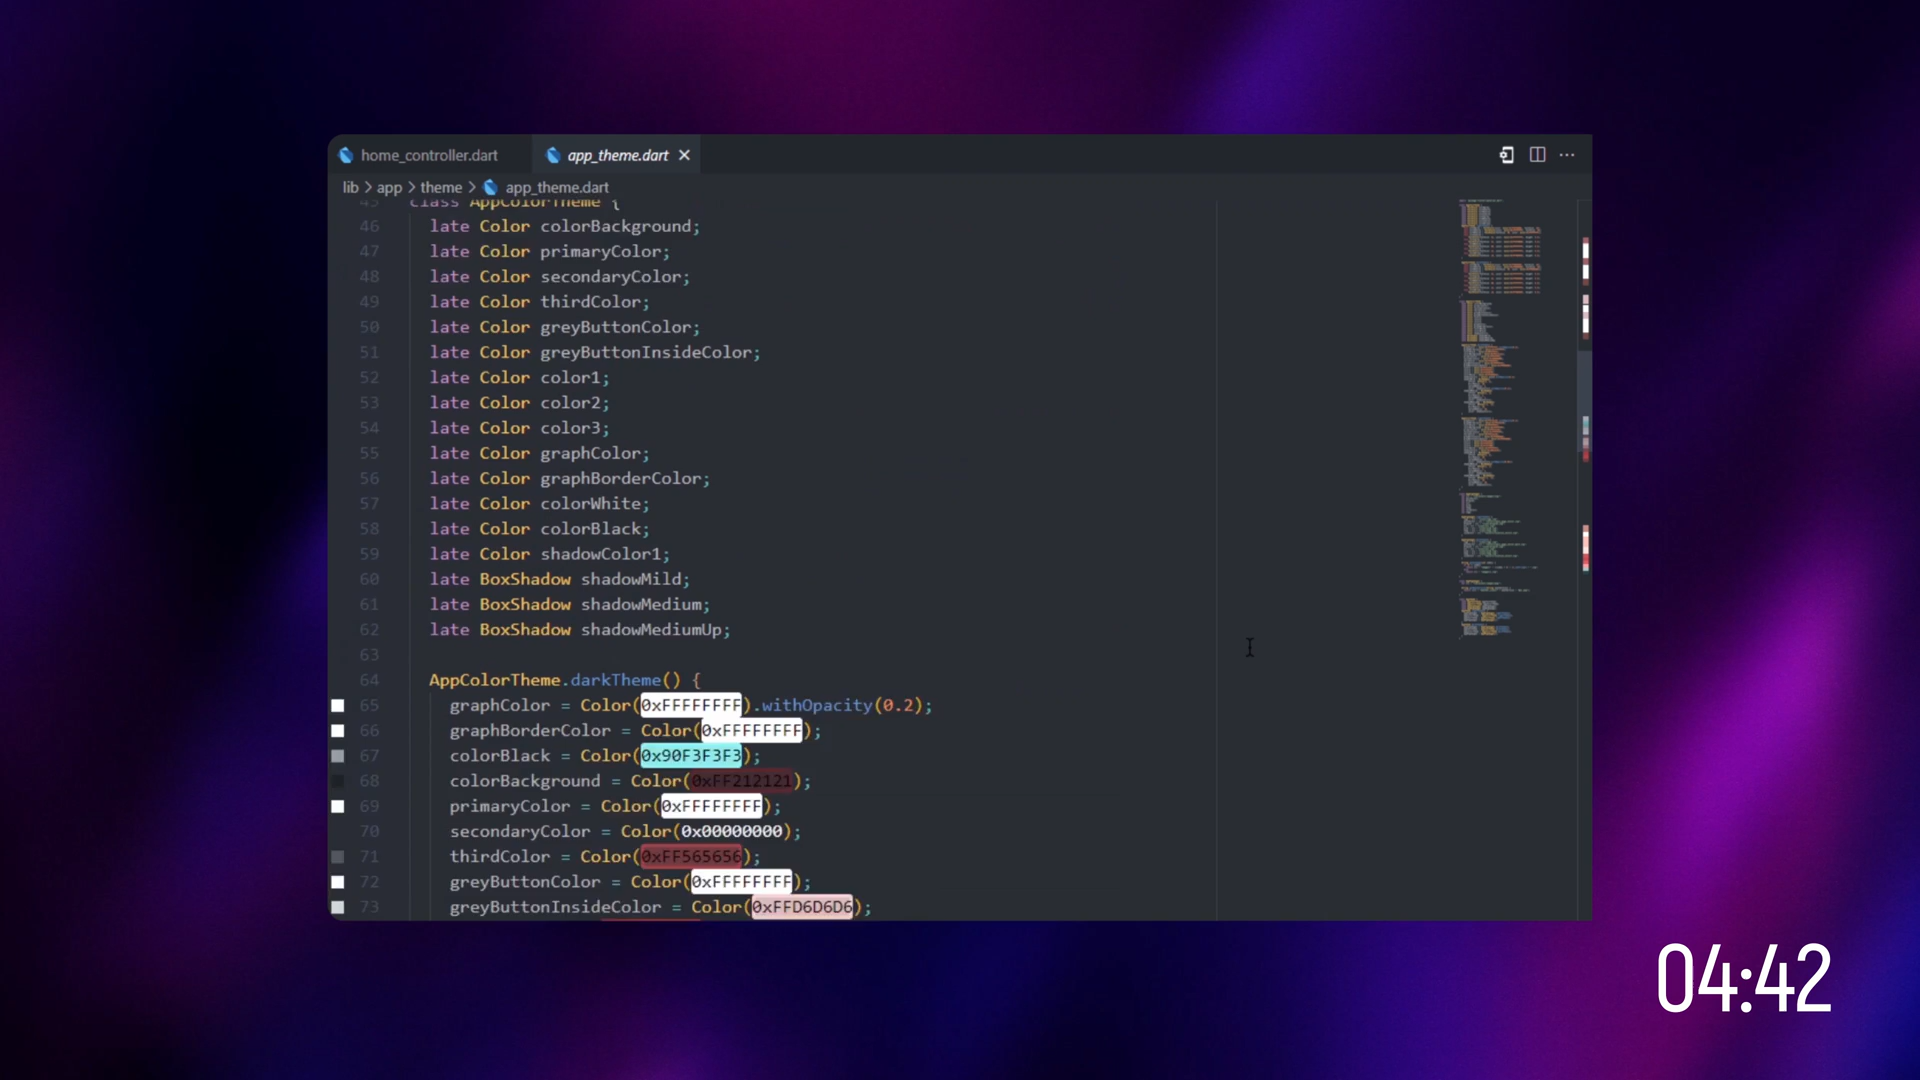 home_controller.dart
app_theme.dart
lib > app > theme > app_theme.dart
45 class AppColorTheme {
46 late Color colorBackground;
47 late Color primaryColor;
48 late Color secondaryColor;
49 late Color thirdColor;
50 late Color greyButtonColor;
51 late Color greyButtonInsideColor;
52 late Color color1;
53 late Color color2;
54 late Color color3;
55 late Color graphColor;
56 late Color graphBorderColor;
57 late Color colorWhite;
58 late Color colorBlack;
59 late Color shadowColor1;
60 late BoxShadow shadowMild;
61 late BoxShadow shadowMedium;
62 late BoxShadow shadowMediumUp;
63
64 AppColorTheme.darkTheme() {
65 graphColor = Color(0xFFFFFFFF).withOpacity(0.2);
66 graphBorderColor = Color(0xFFFFFFFF);
67 colorBlack = Color(0x90F3F3F3);
68 colorBackground = Color(0xFF212121);
69 primaryColor = Color(0xFFFFFFFF);
70 secondaryColor = Color(0x00000000);
71 thirdColor = Color(0xFF565656);
72 greyButtonColor = Color(0xFFFFFFFF);
73 greyButtonInsideColor = Color(0xFFD6D6D6);
04:42